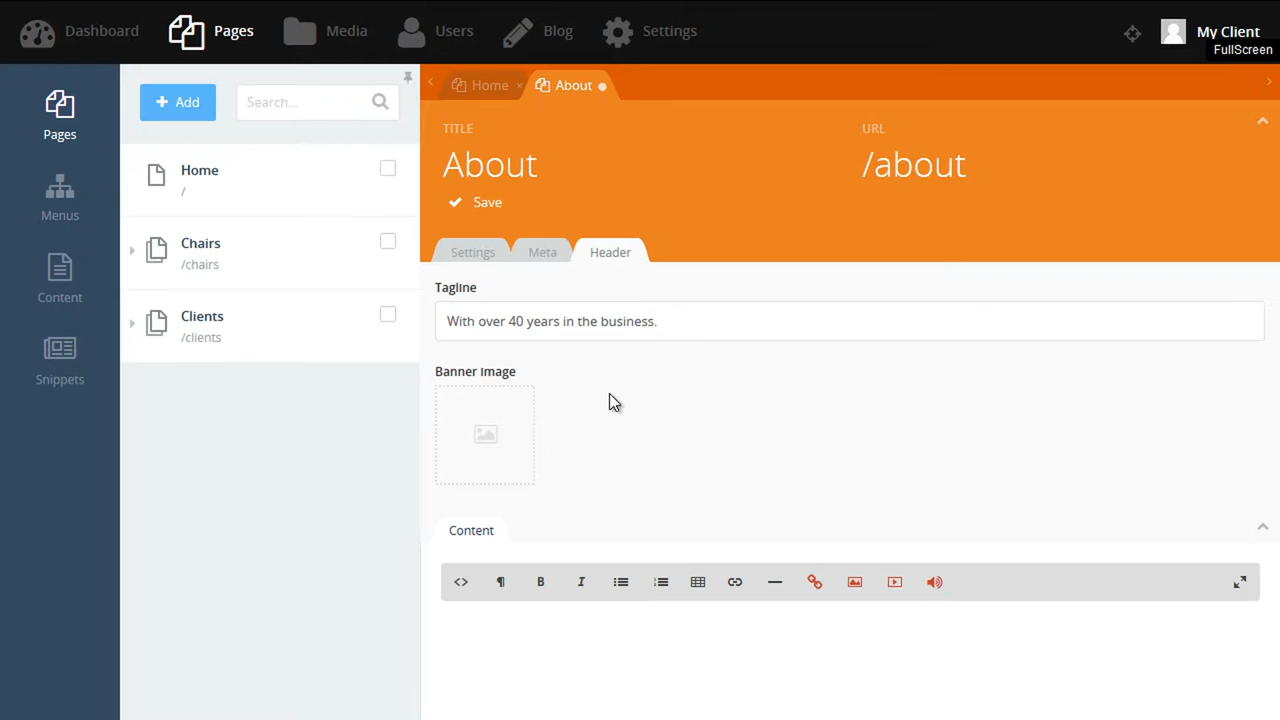 Dashboard
Pages
Media
Users
Blog
Settings
My Client
FullScreen
Pages
Menus
Content
Snippets
Add
Search...
Home
/
Chairs
/chairs
Clients
/clients
Home ×
About
TITLE
About
URL
/about
Save
Settings
Meta
Header
Tagline
With over 40 years in the business.
Banner Image
Content
<> ¶ B I